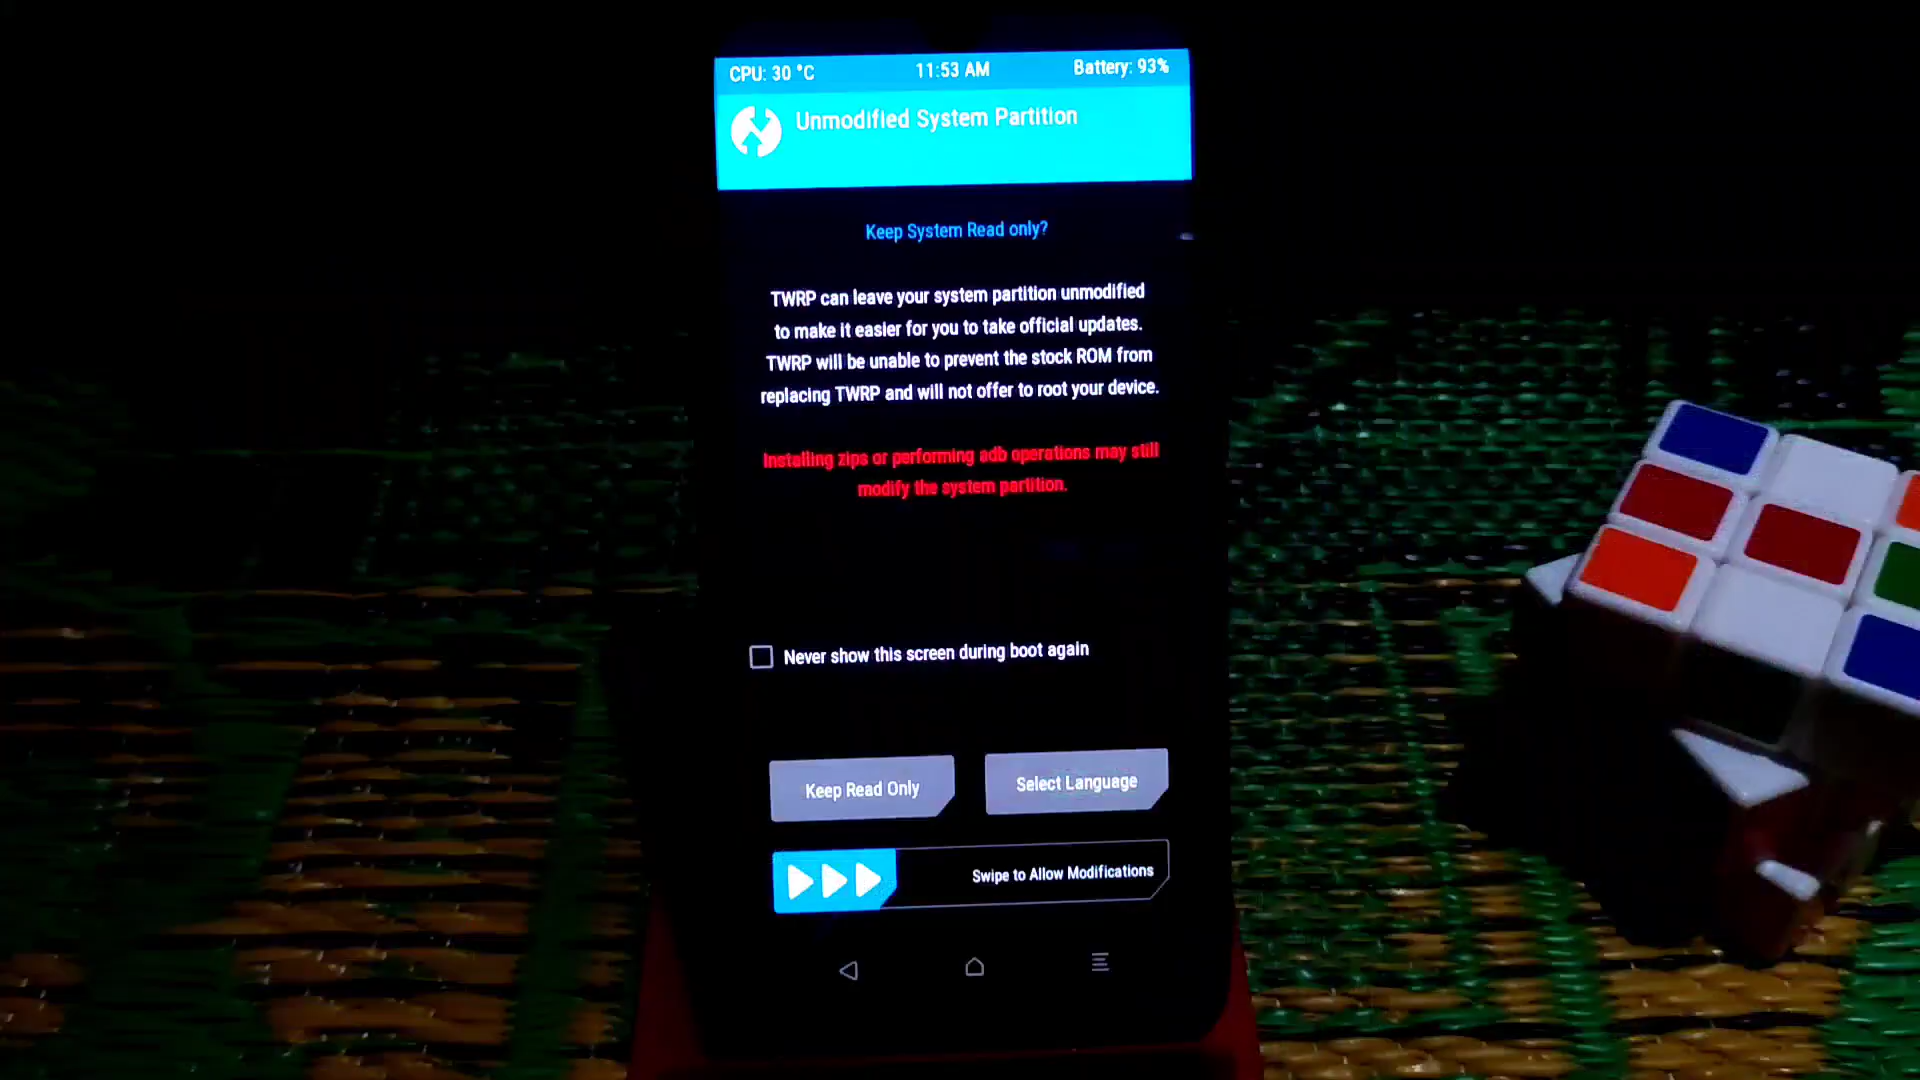 CPU: 30 °C 11:53 AM Battery: 93%
Unmodified System Partition
Keep System Read only?
TWRP can leave your system partition unmodified
to make it easier for you to take official updates.
TWRP will be unable to prevent the stock ROM from
replacing TWRP and will not offer to root your device.
Installing zips or performing adb operations may still
modify the system partition.
Never show this screen during boot again
Keep Read Only Select Language
Swipe to Allow Modifications